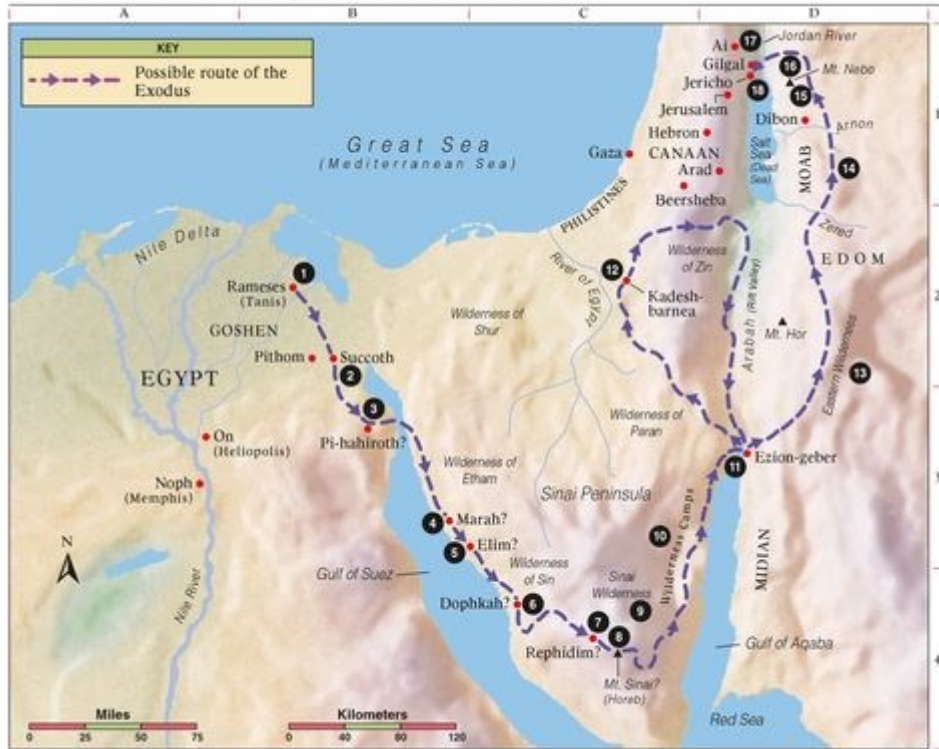 A B C D
KEY
Possible route of the
Exodus
Great Sea
(Mediterranean Sea)
Ai
17
Jordan River
Gilgal
16
Mt. Nebo
Jericho
18
15
Jerusalem
Dibon
Arnon
1
Hebron
Salt
Sea
(Dead
Sea)
Gaza
CANAAN
MOAB
Arad
14
Beersheba
PHILISTINES
Zered
Nile Delta
Wilderness
of Zin
EDOM
1
12
River of Egypt
Rameses
(Tanis)
Kadesh-
barnea
2
Arabah (Rift Valley)
GOSHEN
Wilderness of
Shur
Mt. Hor
Pithom
Succoth
Eastern Wilderness
EGYPT
2
13
3
Wilderness of
Paran
On
(Heliopolis)
Pi-hahiroth?
Ezion-geber
Wilderness of
Etham
11
Noph
(Memphis)
Sinai Peninsula
3
4
Marah?
Wilderness Camps
10
5
Elim?
N
Gulf of Suez
Wilderness
of Sin
Sinai
Wilderness
MIDIAN
Nile River
Dophkah?
6
9
7
8
Rephidim?
Gulf of Aqaba
4
Mt. Sinai?
(Horeb)
Miles
0 25 50 75
Kilometers
0 40 80 120
Red Sea